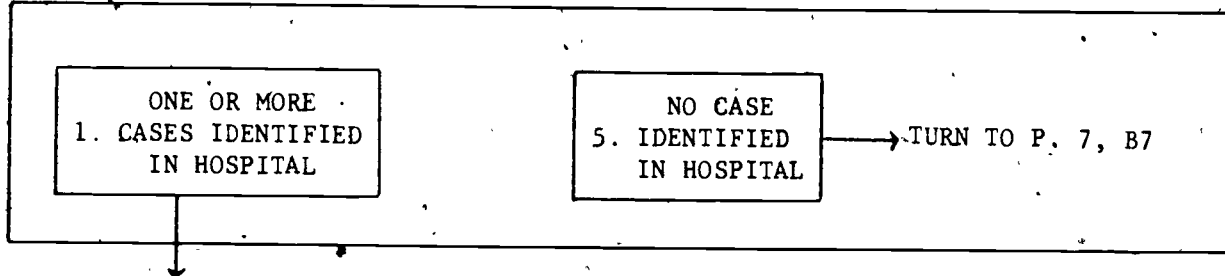 ONE OR MORE
1. CASES IDENTIFIED
IN HOSPITAL
NO CASE
5. IDENTIFIED
IN HOSPITAL
TURN TO P. 7, B7